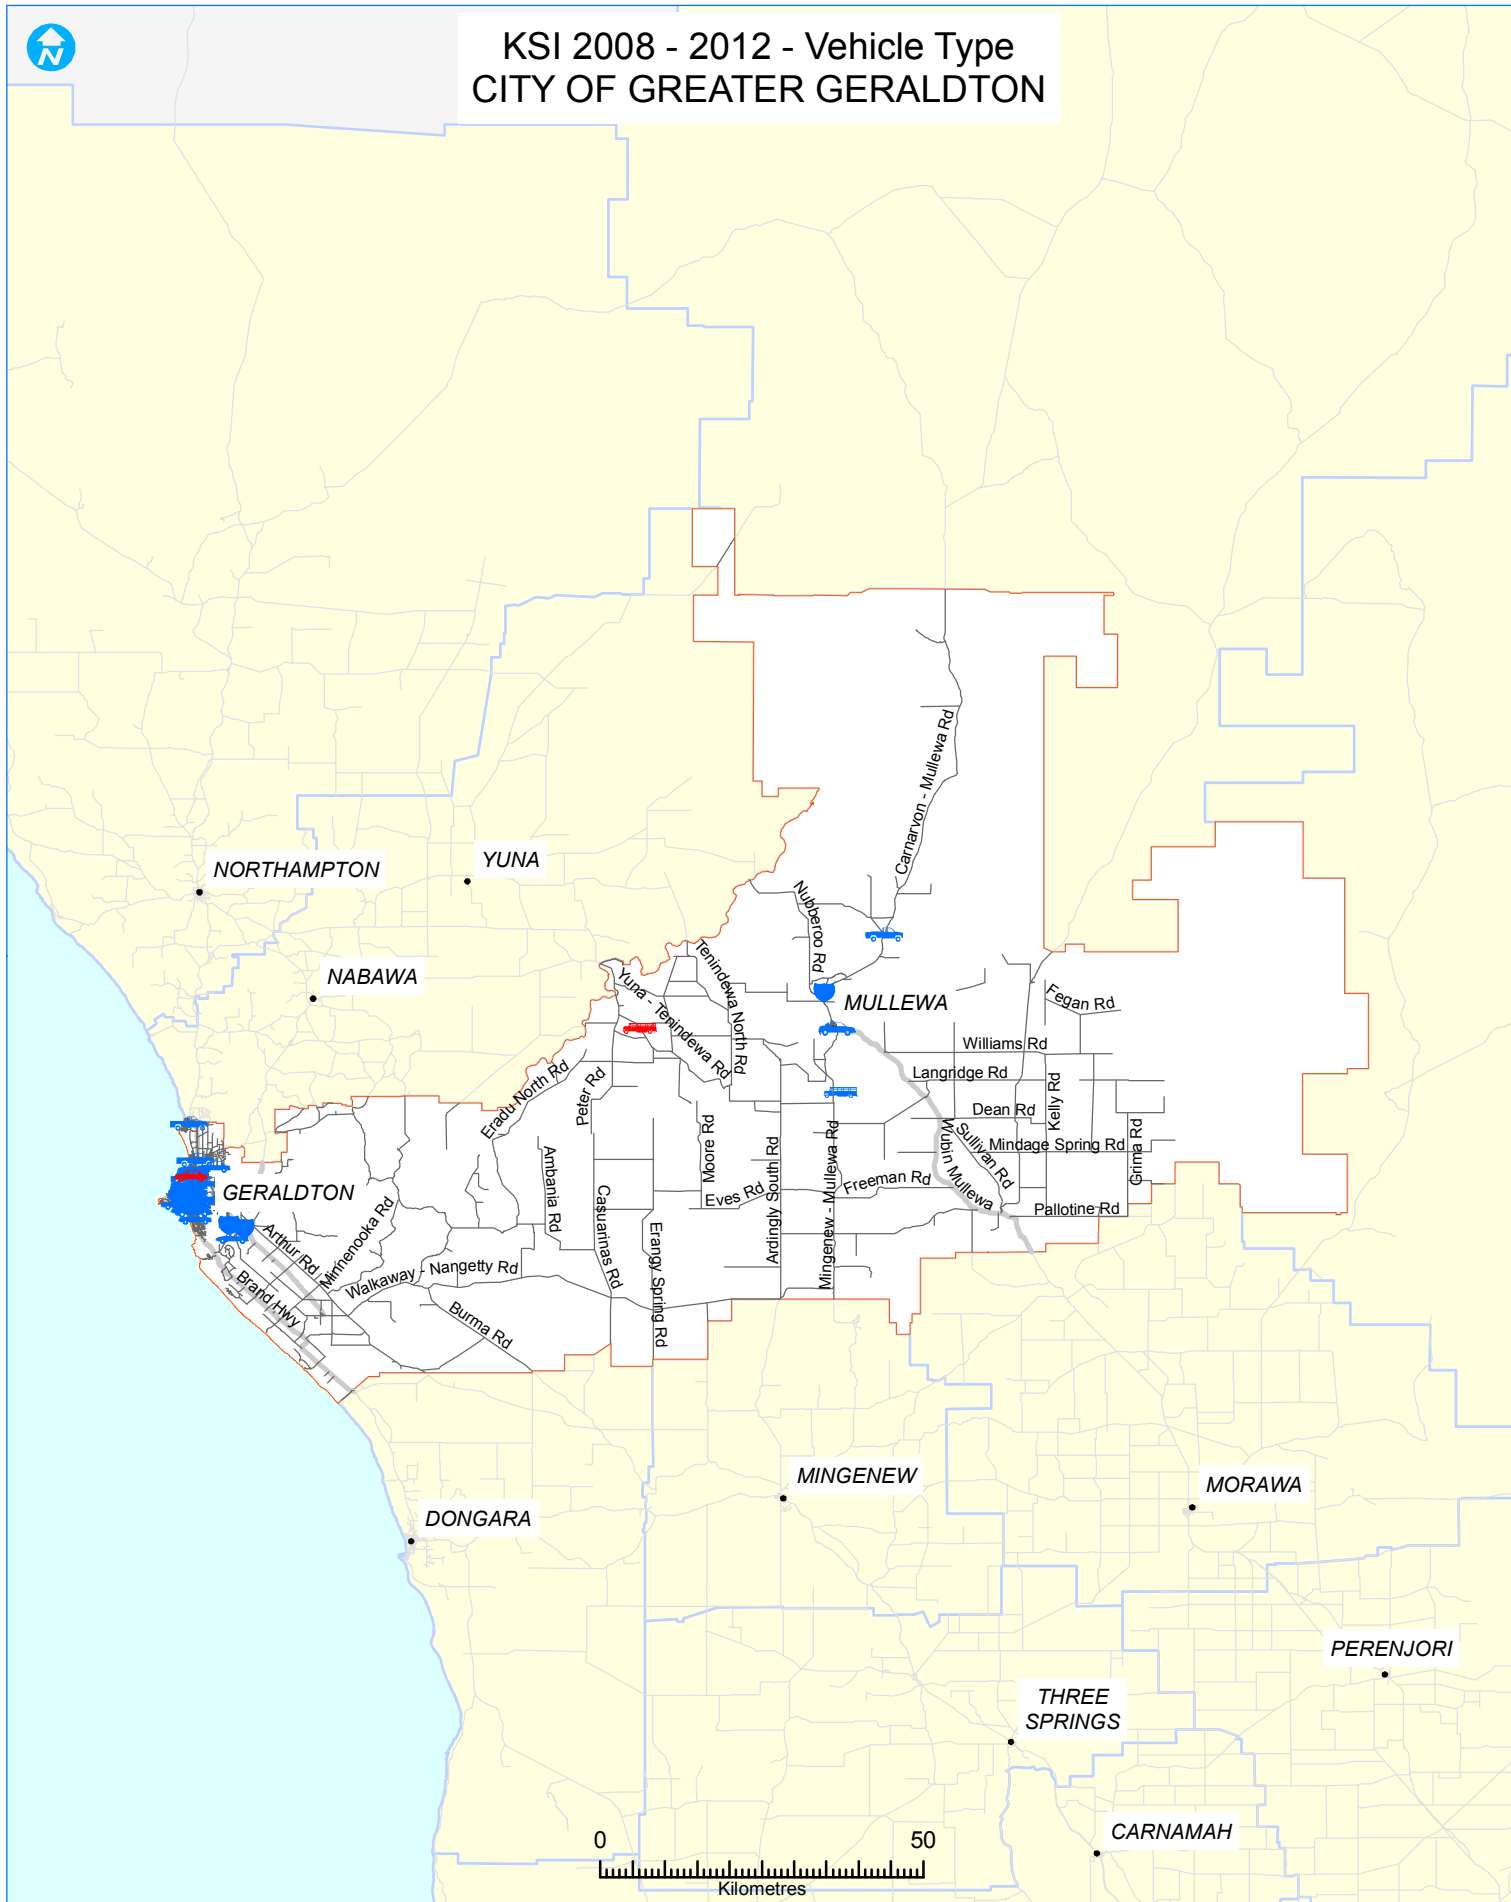 N
KSI 2008 - 2012 - Vehicle Type
CITY OF GREATER GERALDTON
Carnarvon - Mullewa Rd
YUNA
NORTHAMPTON
Nubberoo Rd
NABAWA
Tenindewa North Rd
Yuna - Tenindewa Rd
MULLEWA
Fegan Rd
Williams Rd
Langridge Rd
Kelly Rd
Eradu North Rd
Peter Rd
Dean Rd
Moore Rd
Mindage Spring Rd
Grima Rd
Sullivan Rd
Wubin Mullewa
Ambania Rd
Casuarinas Rd
Eves Rd
Ardingly South Rd
Mingenew - Mullewa Rd
Freeman Rd
GERALDTON
Pallotine Rd
Minnenooka Rd
Arthur Rd
Erangy Spring Rd
Walkaway - Nangetty Rd
Brand Hwy
Burma Rd
MINGENEW
MORAWA
DONGARA
PERENJORI
THREE
SPRINGS
CARNAMAH
0 50
Kilometres